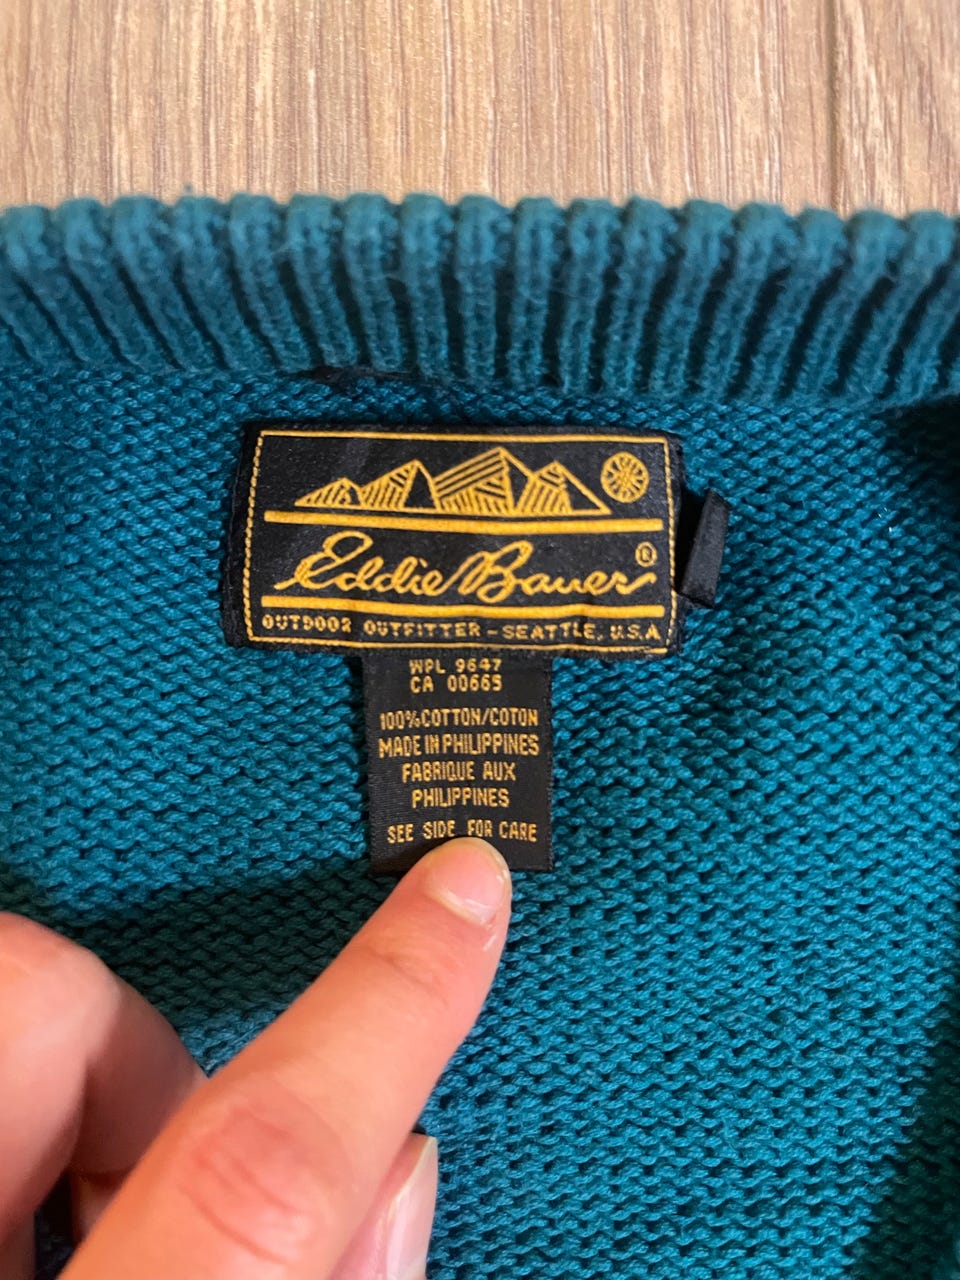 Eddie Bauer®
OUTDOOR OUTFITTER - SEATTLE, U.S.A
WPL 9647
CA 00665
100% COTTON/COTON
MADE IN PHILIPPINES
FABRIQUE AUX
PHILIPPINES
SEE SIDE FOR CARE